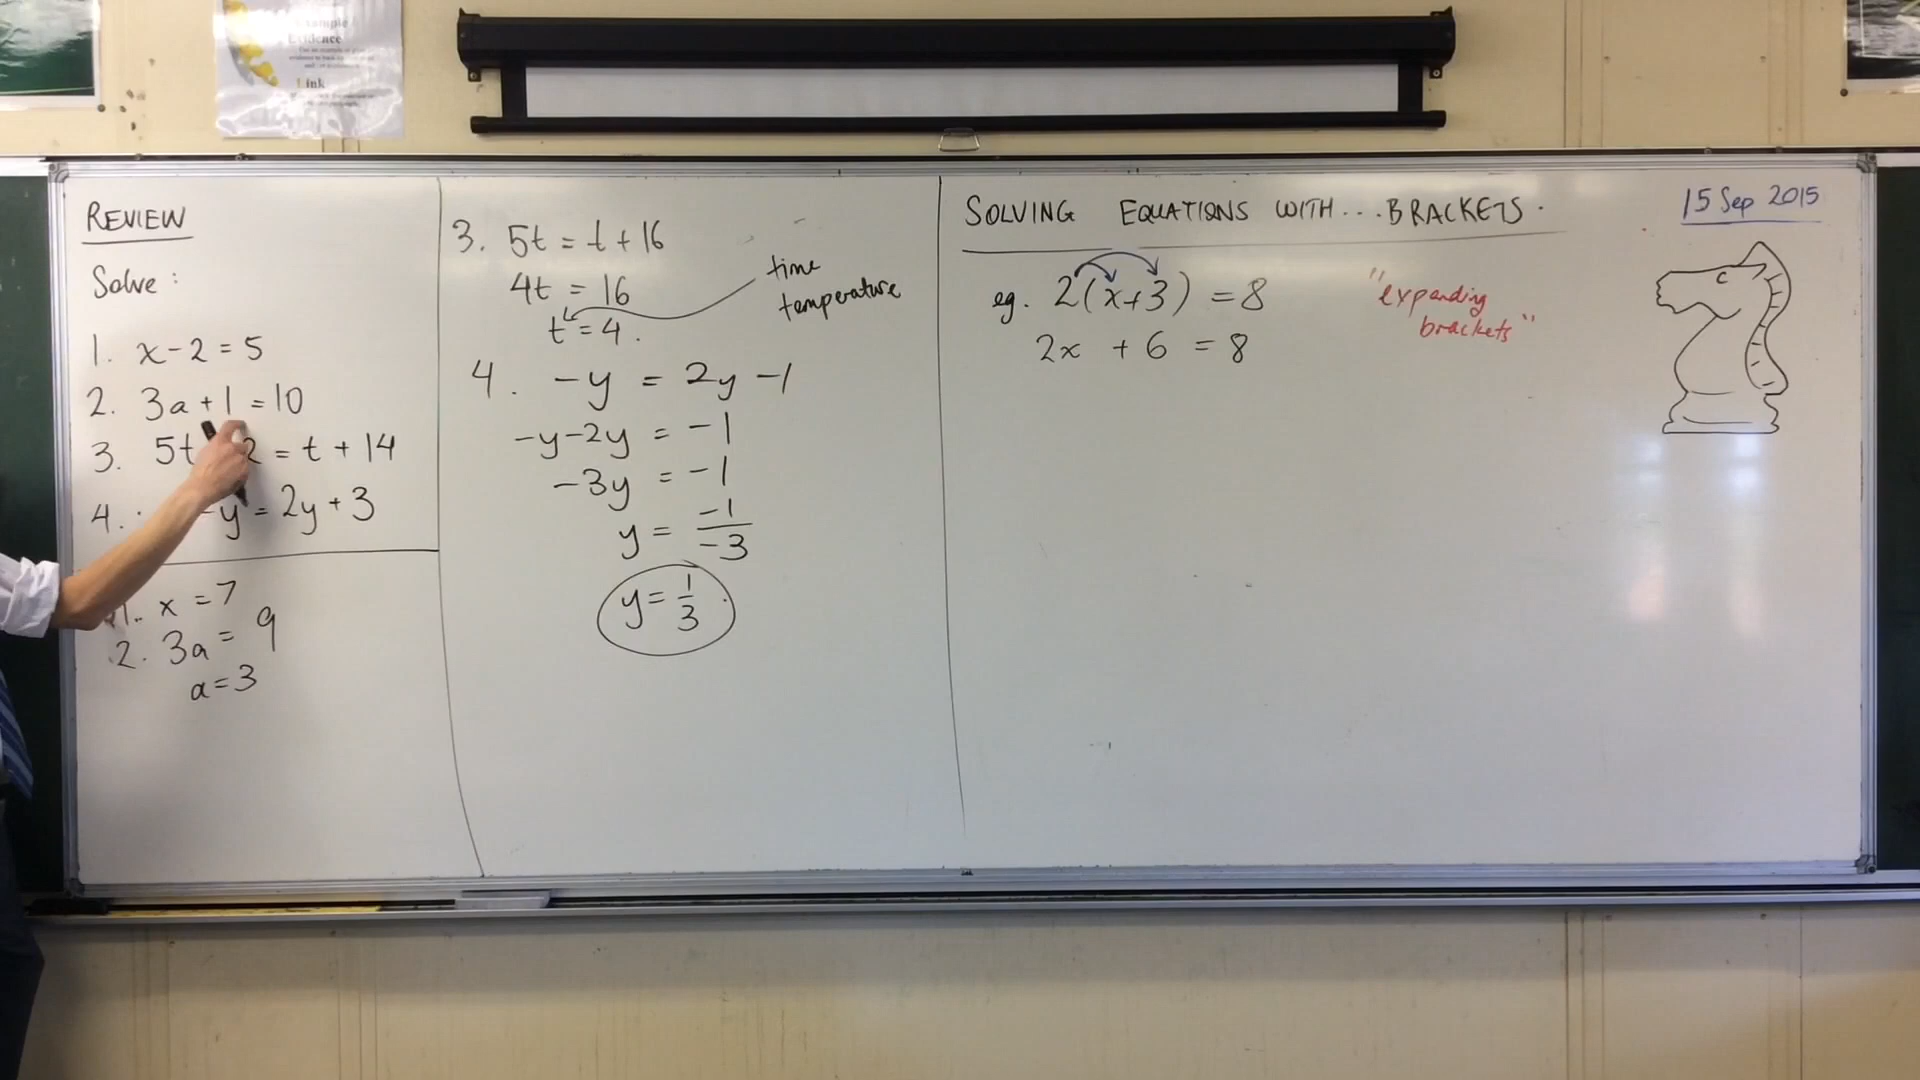 Example
Evidence
Link
REVIEW
Solve :
1. x - 2 = 5
2. 3a + 1 = 10
3. 5t 2 = t + 14
4. -y = 2y + 3
1. x = 7
2. 3a = 9
a = 3
3. 5t = t + 16
4t = 16
t = 4.
time
temperature
4. -y = 2y - 1
-y - 2y = -1
-3y = -1
y = -1/-3
y = 1/3
SOLVING EQUATIONS WITH... BRACKETS.
eg. 2(x+3) = 8
2x + 6 = 8
"expanding
brackets"
15 Sep 2015